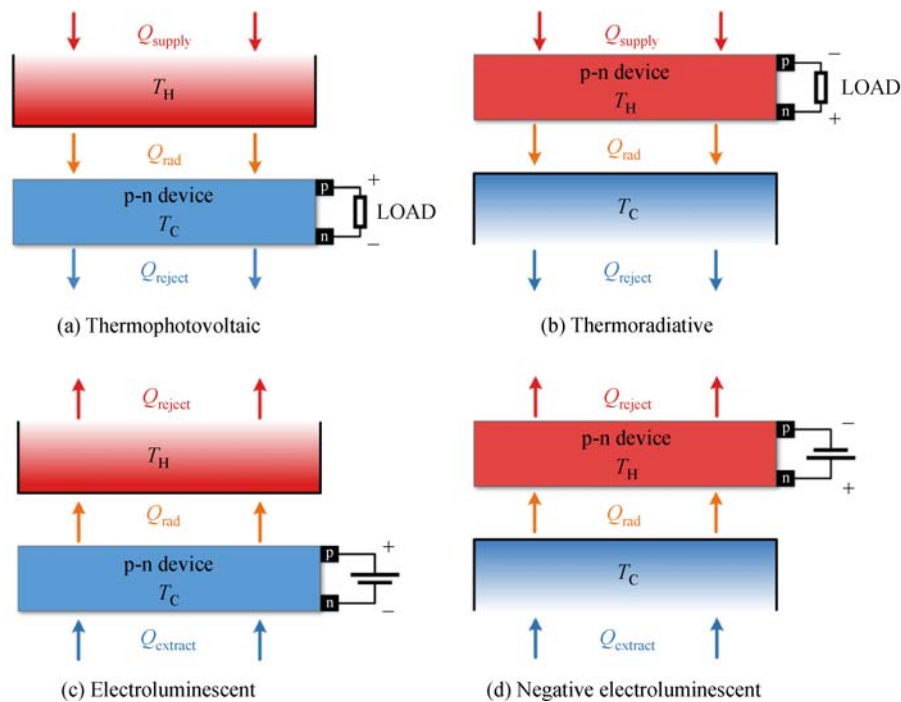 Q_supply
T_H
Q_rad
p-n device
T_C
p
n
+
LOAD
−
Q_reject
(a) Thermophotovoltaic
Q_supply
p-n device
T_H
p
n
−
LOAD
+
Q_rad
T_C
Q_reject
(b) Thermoradiative
Q_reject
T_H
Q_rad
p-n device
T_C
p
n
+
−
Q_extract
(c) Electroluminescent
Q_reject
p-n device
T_H
p
n
−
+
Q_rad
T_C
Q_extract
(d) Negative electroluminescent